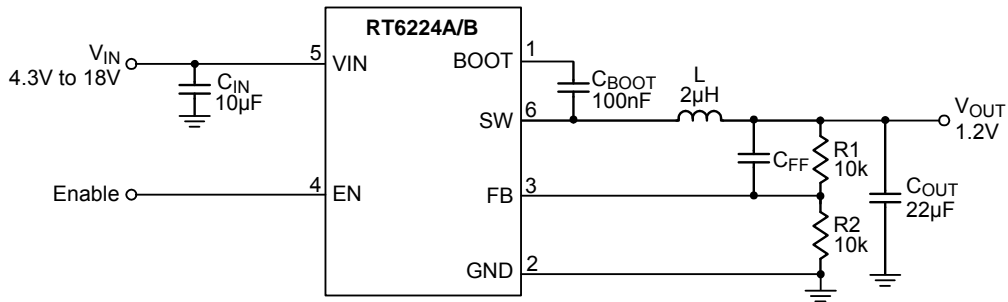 RT6224A/B
VIN
4.3V to 18V
CIN
10µF
5
VIN
BOOT
1
CBOOT
100nF
L
2µH
SW
6
VOUT
1.2V
CFF
R1
10k
Enable
4
EN
FB
3
COUT
22µF
R2
10k
GND
2